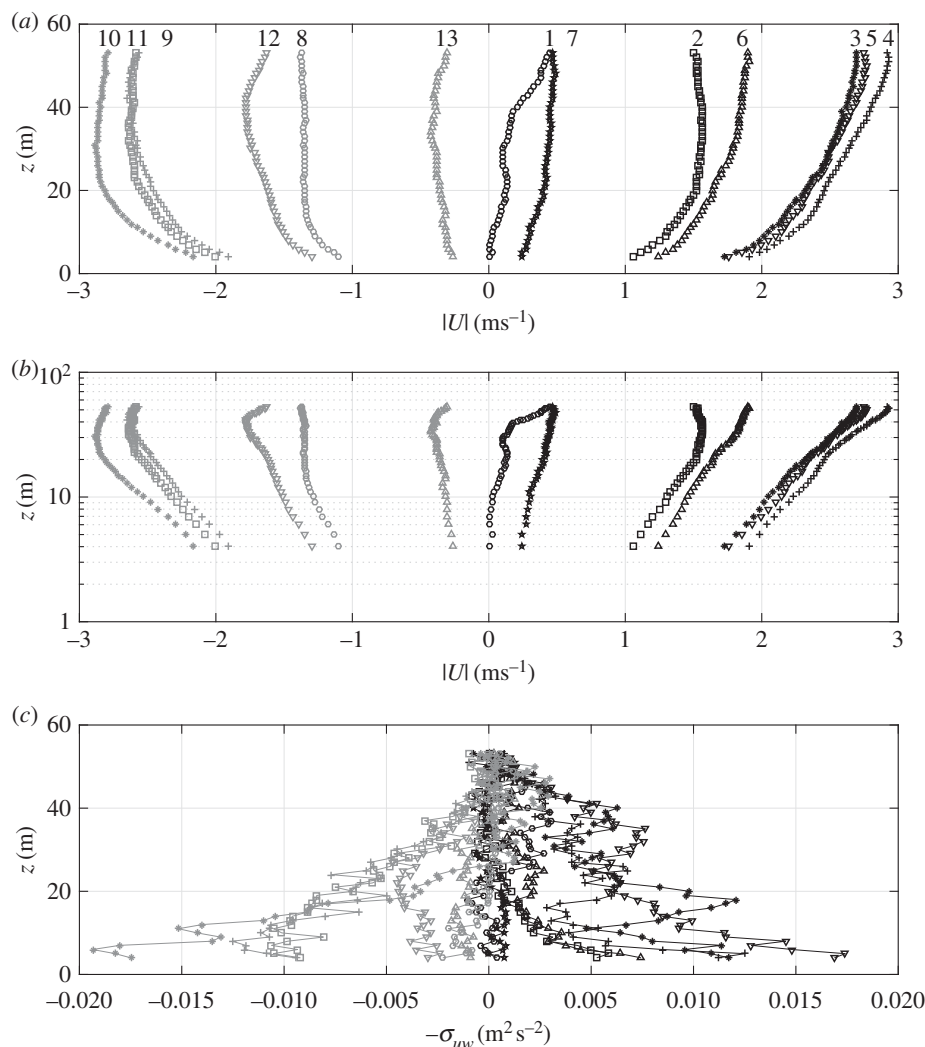 (a) 60
10 11 9 12 8 13 1 7 2 6 3 5 4
40
z (m)
20
0
–3 –2 –1 0 1 2 3
|U| (ms⁻¹)
(b) 10²
z (m)
10
1
–3 –2 –1 0 1 2 3
|U| (ms⁻¹)
(c) 60
40
z (m)
20
0
–0.020 –0.015 –0.010 –0.005 0 0.005 0.010 0.015 0.020
–σuw (m² s⁻²)